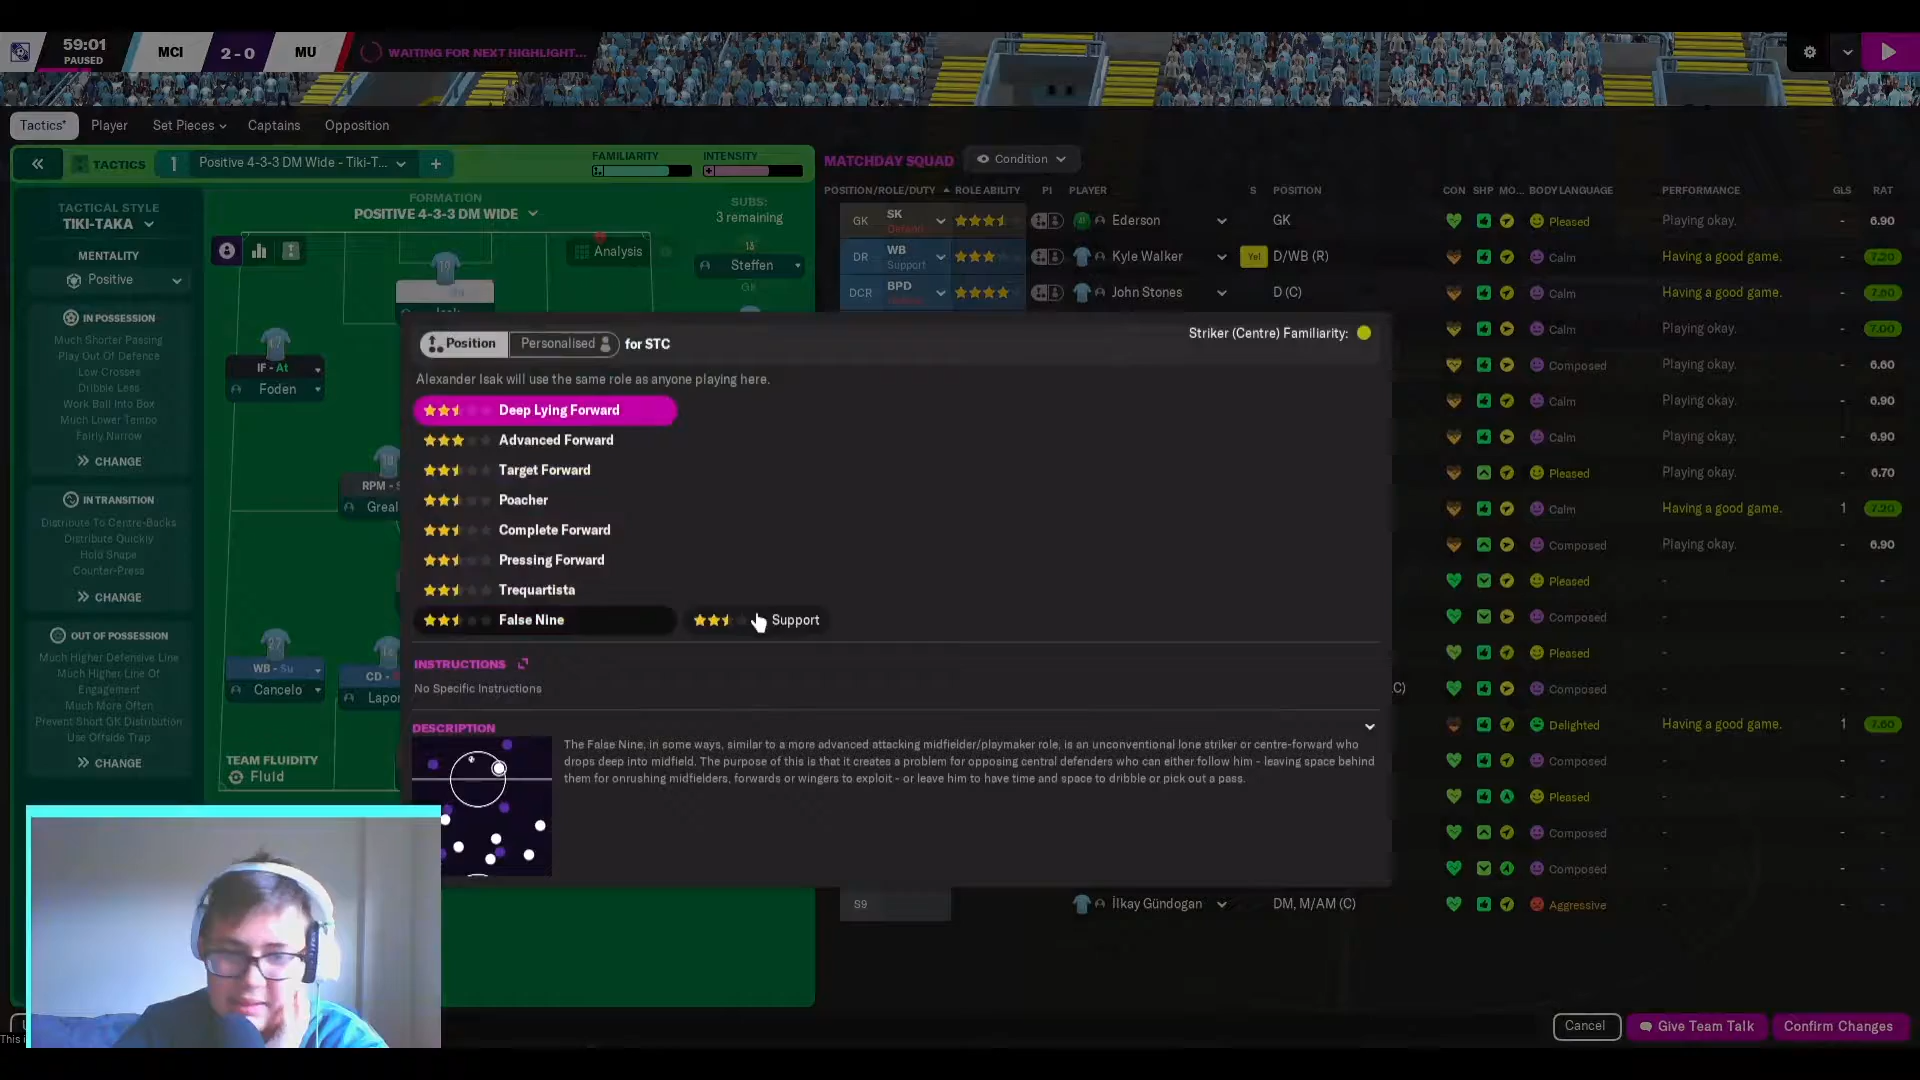 59:01
PAUSED
MCI
2 - 0
MU
WAITING FOR NEXT HIGHLIGHT...
Tactics*
Player
Set Pieces
Captains
Opposition
TACTICS
1
Positive 4-3-3 DM Wide - Tiki-T...
FAMILIARITY
INTENSITY
MATCHDAY SQUAD
Condition
TACTICAL STYLE
TIKI-TAKA
MENTALITY
Positive
IN POSSESSION
Much Shorter Passing
Play Out Of Defence
Low Crosses
Dribble Less
Work Ball Into Box
Much Lower Tempo
Fairly Narrow
CHANGE
IN TRANSITION
Distribute To Centre-Backs
Distribute Quickly
Hold Shape
Counter-Press
CHANGE
OUT OF POSSESSION
Much Higher Defensive Line
Much Higher Line Of
Engagement
Much More Often
Prevent Short GK Distribution
Use Offside Trap
CHANGE
FORMATION
POSITIVE 4-3-3 DM WIDE
SUBS:
3 remaining
Analysis
13
Steffen
GK
IF - At
Foden
RPM - S
Greal
27
WB - Su
Cancelo
CD -
Lapor
TEAM FLUIDITY
Fluid
POSITION/ROLE/DUTY ROLE ABILITY PI PLAYER S POSITION CON SHP MO... BODY LANGUAGE PERFORMANCE GLS RAT
GK SK Defend Ederson GK Pleased Playing okay. - 6.90
DR WB Support Kyle Walker Yel D/WB (R) Calm Having a good game. - 7.20
DCR BPD John Stones D (C) Calm Having a good game. -
Calm Playing okay. - 7.00
Composed Playing okay. - 6.60
Calm Playing okay. - 6.90
Calm Playing okay. - 6.90
Pleased Playing okay. - 6.70
Calm Having a good game. 1 7.20
Composed Playing okay. - 6.90
Pleased - - -
Composed - - -
Pleased - - -
C) Composed - - -
Delighted Having a good game. 1 7.60
Composed - - -
Pleased - - -
Composed - - -
Composed - - -
S9 İlkay Gündogan DM, M/AM (C) Aggressive - - -
Position
Personalised
for STC
Striker (Centre) Familiarity:
Alexander Isak will use the same role as anyone playing here.
Deep Lying Forward
Advanced Forward
Target Forward
Poacher
Complete Forward
Pressing Forward
Trequartista
False Nine
Support
INSTRUCTIONS
No Specific Instructions
DESCRIPTION
The False Nine, in some ways, similar to a more advanced attacking midfielder/playmaker role, is an unconventional lone striker or centre-forward who
drops deep into midfield. The purpose of this is that it creates a problem for opposing central defenders who can either follow him - leaving space behind
them for onrushing midfielders, forwards or wingers to exploit - or leave him to have time and space to dribble or pick out a pass.
This i
Cancel
Give Team Talk
Confirm Changes